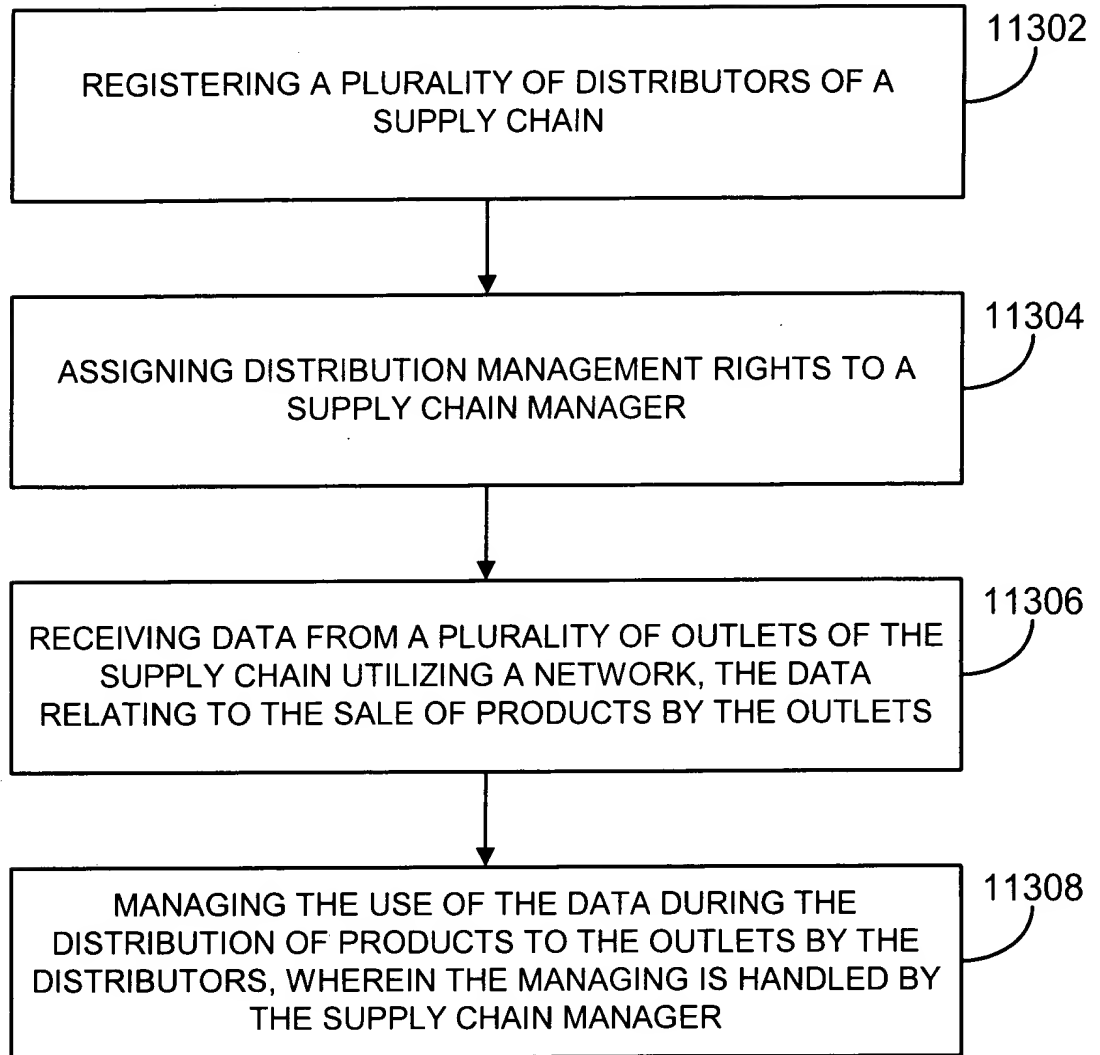 11302
REGISTERING A PLURALITY OF DISTRIBUTORS OF A
SUPPLY CHAIN
11304
ASSIGNING DISTRIBUTION MANAGEMENT RIGHTS TO A
SUPPLY CHAIN MANAGER
11306
RECEIVING DATA FROM A PLURALITY OF OUTLETS OF THE
SUPPLY CHAIN UTILIZING A NETWORK, THE DATA
RELATING TO THE SALE OF PRODUCTS BY THE OUTLETS
11308
MANAGING THE USE OF THE DATA DURING THE
DISTRIBUTION OF PRODUCTS TO THE OUTLETS BY THE
DISTRIBUTORS, WHEREIN THE MANAGING IS HANDLED BY
THE SUPPLY CHAIN MANAGER